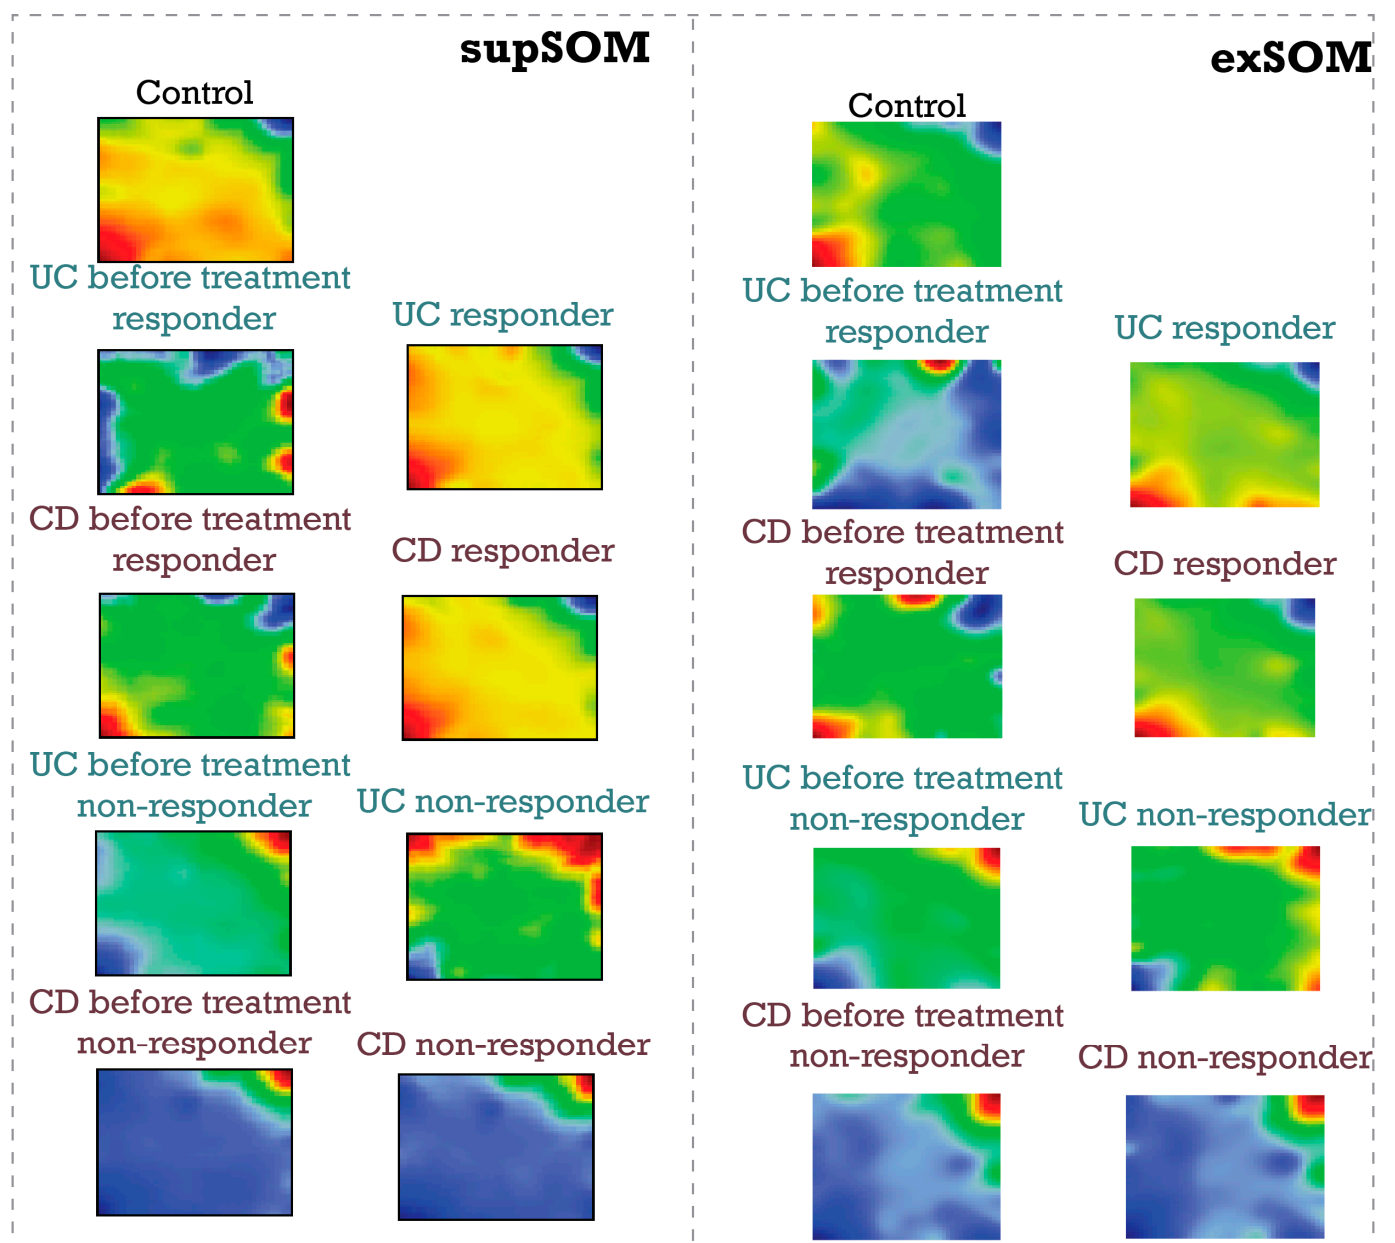 supSOM
Control
UC before treatment
responder
UC responder
CD before treatment
responder
CD responder
UC before treatment
non-responder
UC non-responder
CD before treatment
non-responder
CD non-responder
exSOM
Control
UC before treatment
responder
UC responder
CD before treatment
responder
CD responder
UC before treatment
non-responder
UC non-responder
CD before treatment
non-responder
CD non-responder